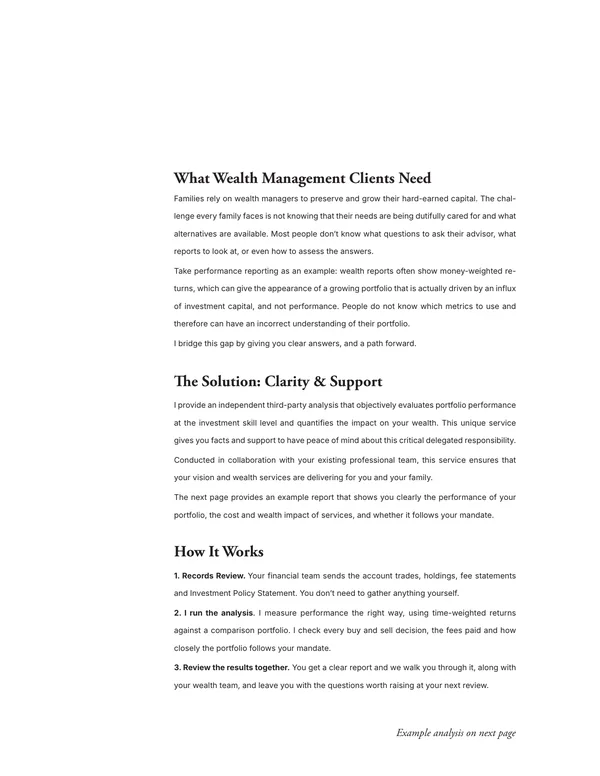 What Wealth Management Clients Need
Families rely on wealth managers to preserve and grow their hard-earned capital. The chal-
lenge every family faces is not knowing that their needs are being dutifully cared for and what
alternatives are available. Most people don't know what questions to ask their advisor, what
reports to look at, or even how to assess the answers.
Take performance reporting as an example: wealth reports often show money-weighted re-
turns, which can give the appearance of a growing portfolio that is actually driven by an influx
of investment capital, and not performance. People do not know which metrics to use and
therefore can have an incorrect understanding of their portfolio.
I bridge this gap by giving you clear answers, and a path forward.
The Solution: Clarity & Support
I provide an independent third-party analysis that objectively evaluates portfolio performance
at the investment skill level and quantifies the impact on your wealth. This unique service
gives you facts and support to have peace of mind about this critical delegated responsibility.
Conducted in collaboration with your existing professional team, this service ensures that
your vision and wealth services are delivering for you and your family.
The next page provides an example report that shows you clearly the performance of your
portfolio, the cost and wealth impact of services, and whether it follows your mandate.
How It Works
1. Records Review. Your financial team sends the account trades, holdings, fee statements
and Investment Policy Statement. You don't need to gather anything yourself.
2. I run the analysis. I measure performance the right way, using time-weighted returns
against a comparison portfolio. I check every buy and sell decision, the fees paid and how
closely the portfolio follows your mandate.
3. Review the results together. You get a clear report and we walk you through it, along with
your wealth team, and leave you with the questions worth raising at your next review.
Example analysis on next page